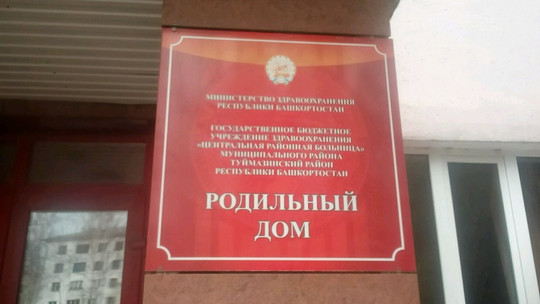 МИНИСТЕРСТВО ЗДРАВООХРАНЕНИЯ
РЕСПУБЛИКИ БАШКОРТОСТАН
ГОСУДАРСТВЕННОЕ БЮДЖЕТНОЕ
УЧРЕЖДЕНИЕ ЗДРАВООХРАНЕНИЯ
«ЦЕНТРАЛЬНАЯ РАЙОННАЯ БОЛЬНИЦА»
МУНИЦИПАЛЬНОГО РАЙОНА
ТУЙМАЗИНСКИЙ РАЙОН
РЕСПУБЛИКИ БАШКОРТОСТАН
РОДИЛЬНЫЙ
ДОМ